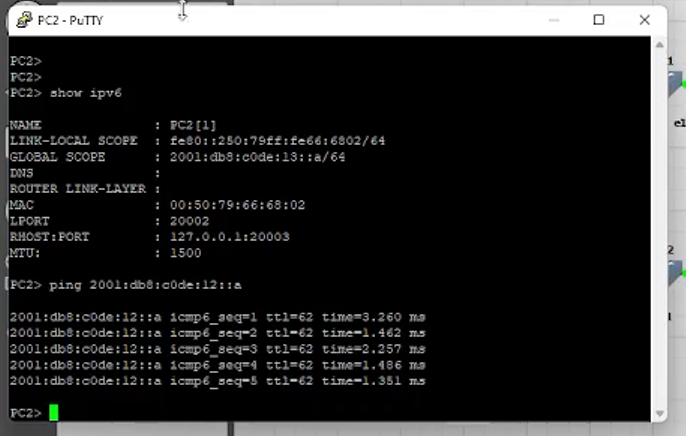 PC2 - PuTTY
PC2>
PC2>
PC2> show ipv6
NAME : PC2[1]
LINK-LOCAL SCOPE : fe80::250:79ff:fe66:6802/64
GLOBAL SCOPE : 2001:db8:c0de:13::a/64
DNS :
ROUTER LINK-LAYER :
MAC : 00:50:79:66:68:02
LPORT : 20002
RHOST:PORT : 127.0.0.1:20003
MTU: : 1500
PC2> ping 2001:db8:c0de:12::a
2001:db8:c0de:12::a icmp6_seq=1 ttl=62 time=3.260 ms
2001:db8:c0de:12::a icmp6_seq=2 ttl=62 time=1.462 ms
2001:db8:c0de:12::a icmp6_seq=3 ttl=62 time=2.257 ms
2001:db8:c0de:12::a icmp6_seq=4 ttl=62 time=1.486 ms
2001:db8:c0de:12::a icmp6_seq=5 ttl=62 time=1.351 ms
PC2>
1
2